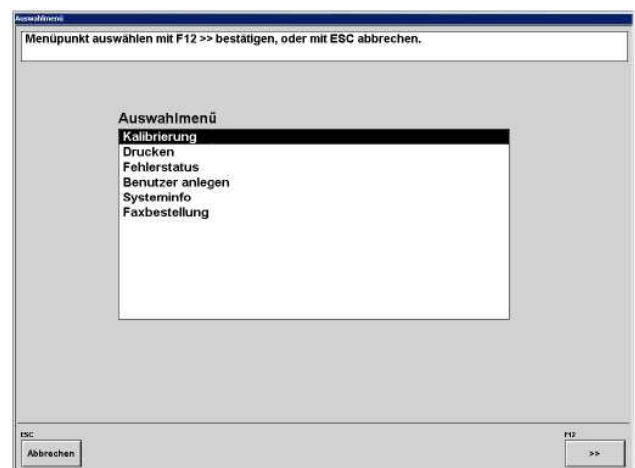 Auswahlmenü
Menüpunkt auswählen mit F12 >> bestätigen, oder mit ESC abbrechen.
Auswahlmenü
Kalibrierung
Drucken
Fehlerstatus
Benutzer anlegen
Systeminfo
Faxbestellung
ESC
F12
Abbrechen
>>